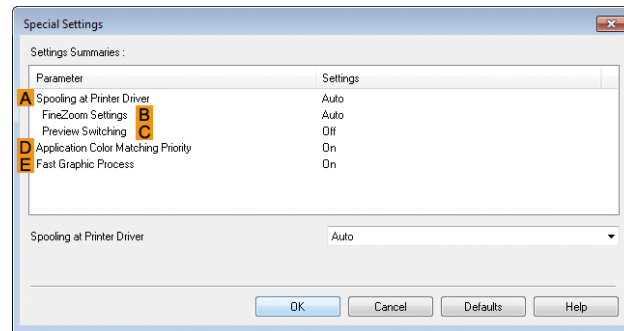 Special Settings
Settings Summaries :
Parameter Settings
A Spooling at Printer Driver Auto
FineZoom Settings B Auto
Preview Switching C Off
D Application Color Matching Priority On
E Fast Graphic Process On
Spooling at Printer Driver Auto
OK Cancel Defaults Help